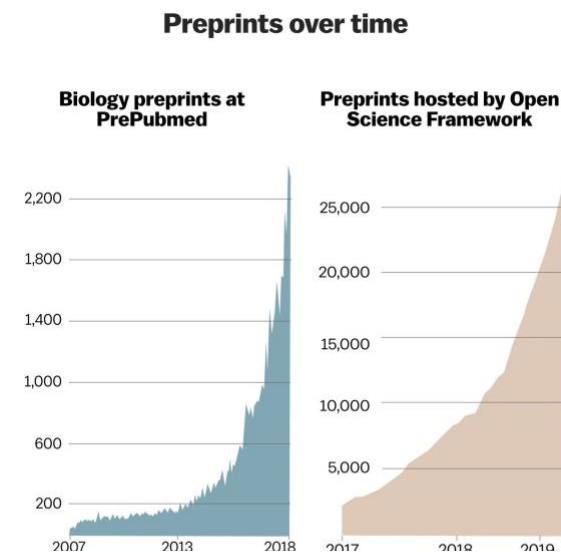 Preprints over time
Biology preprints at
PrePubmed
2,200
1,800
1,400
1,000
600
200
2007 2013 2018
Preprints hosted by Open
Science Framework
25,000
20,000
15,000
10,000
5,000
2017 2018 2019